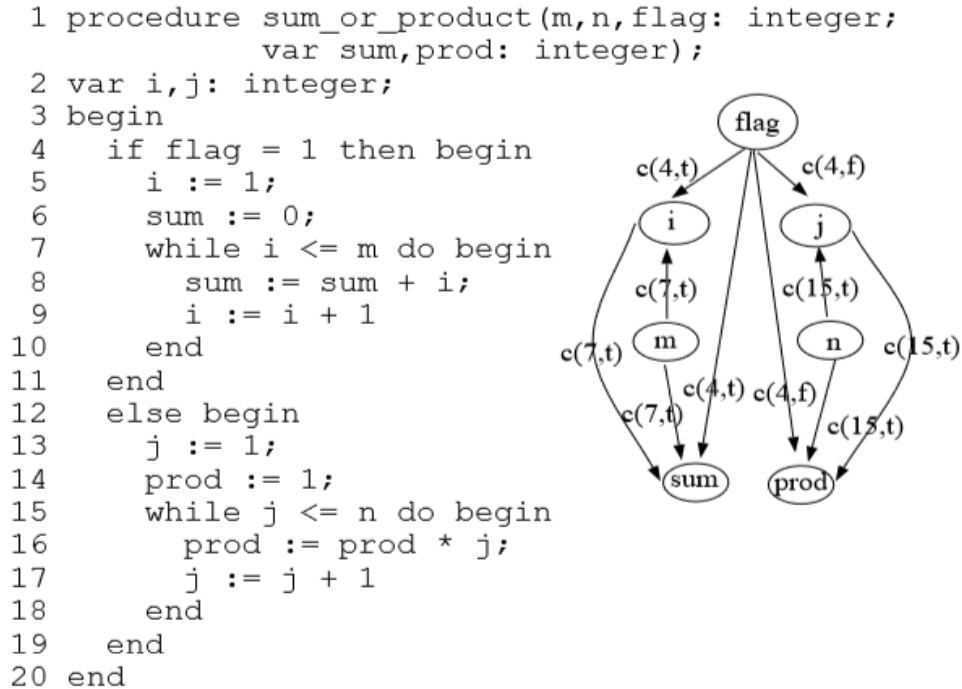 1 procedure sum_or_product(m,n,flag: integer;
var sum,prod: integer);
2 var i,j: integer;
3 begin
4 if flag = 1 then begin
5 i := 1;
6 sum := 0;
7 while i <= m do begin
8 sum := sum + i;
9 i := i + 1
10 end
11 end
12 else begin
13 j := 1;
14 prod := 1;
15 while j <= n do begin
16 prod := prod * j;
17 j := j + 1
18 end
19 end
20 end
flag
c(4,t)
c(4,f)
i
j
c(7,t)
c(15,t)
m
n
c(7,t)
c(15,t)
c(4,t)
c(4,f)
c(7,t)
c(15,t)
sum
prod